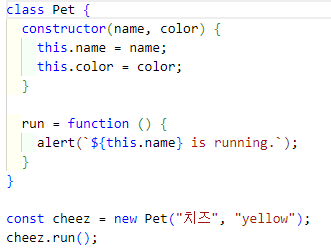 class Pet {
  constructor(name, color) {
    this.name = name;
    this.color = color;
  }

  run = function () {
    alert(`${this.name} is running.`);
  }
}

const cheez = new Pet("치즈", "yellow");
cheez.run();